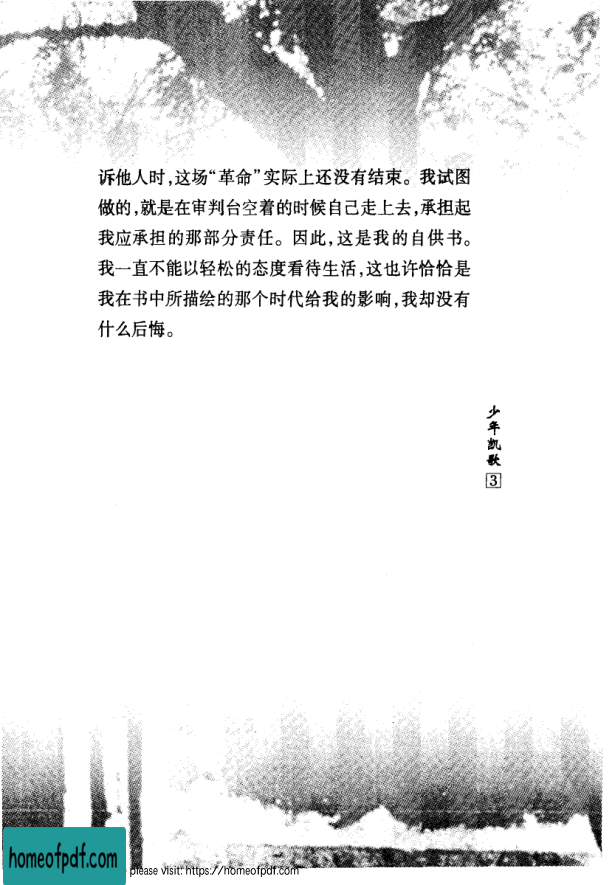 诉他人时,这场“革命”实际上还没有结束。我试图
做的,就是在审判台空着的时候自己走上去,承担起
我应承担的那部分责任。因此,这是我的自供书。
我一直不能以轻松的态度看待生活,这也许恰恰是
我在书中所描绘的那个时代给我的影响,我却没有
什么后悔。
少年凯歌
3
homeofpdf.com
please visit: https://homeofpdf.com